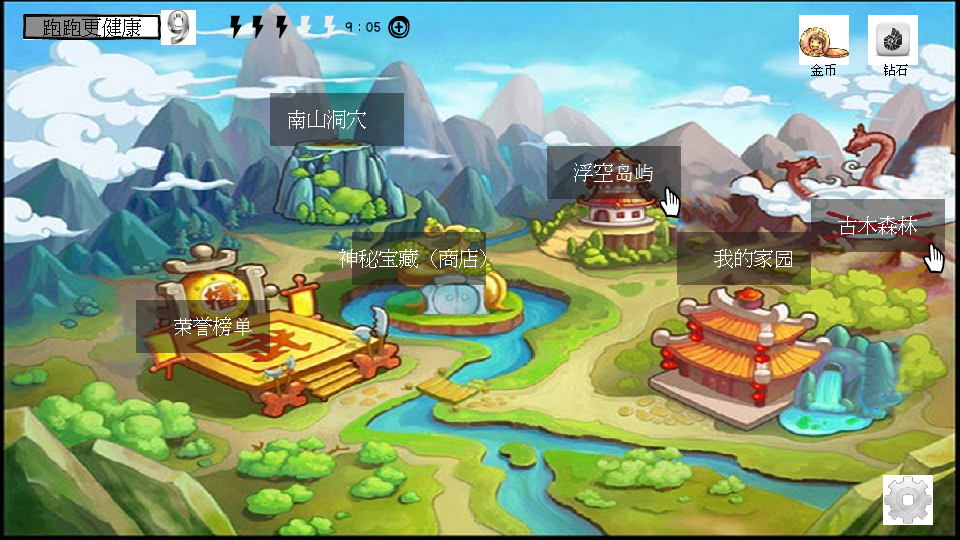 跑跑更健康 9
9:05
金币
钻石
南山洞穴
浮空岛屿
古木森林
神秘宝藏（商店）
我的家园
福
荣誉榜单